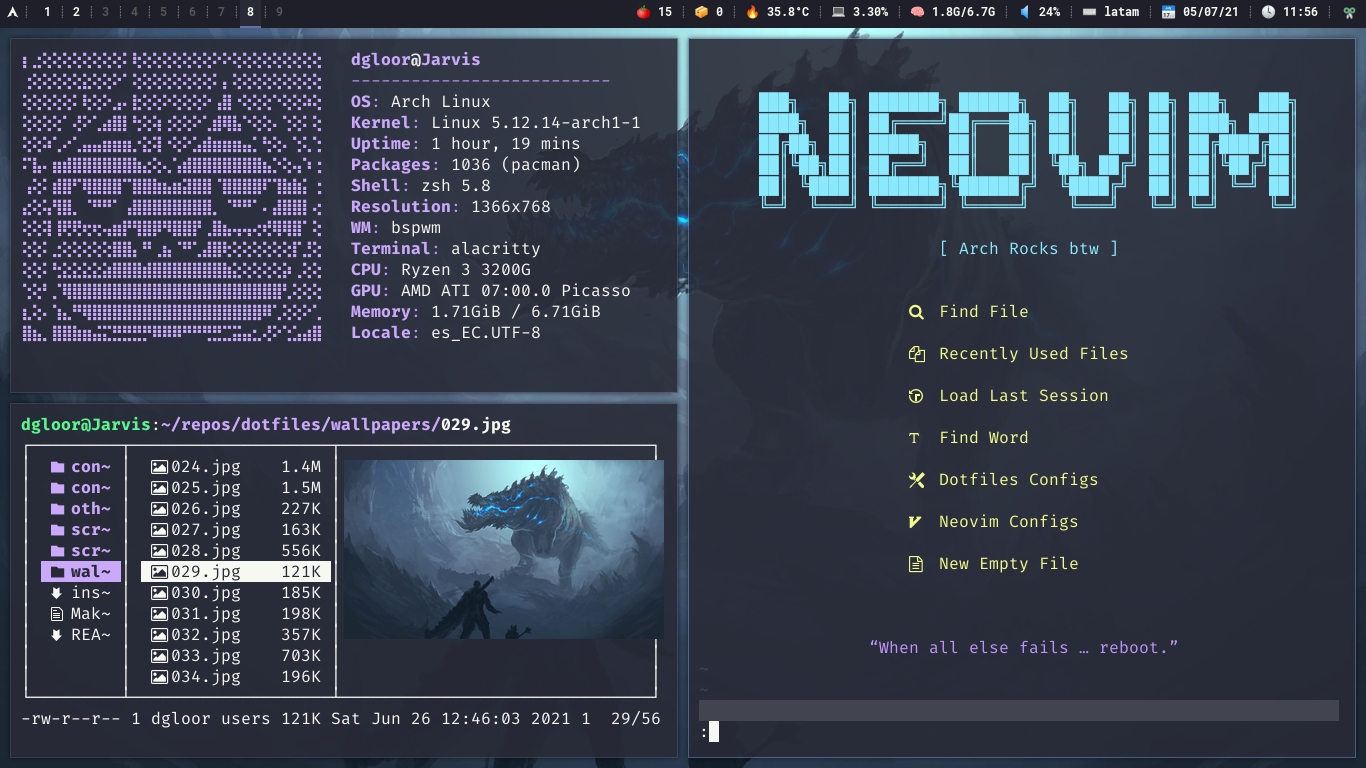 1 2 3 4 5 6 7 8 9 15 0 35.8°C 3.30% 1.8G/6.7G 24% latam 05/07/21 11:56
dgloor@Jarvis
--------------------------
OS: Arch Linux
Kernel: Linux 5.12.14-arch1-1
Uptime: 1 hour, 19 mins
Packages: 1036 (pacman)
Shell: zsh 5.8
Resolution: 1366x768
WM: bspwm
Terminal: alacritty
CPU: Ryzen 3 3200G
GPU: AMD ATI 07:00.0 Picasso
Memory: 1.71GiB / 6.71GiB
Locale: es_EC.UTF-8
dgloor@Jarvis:~/repos/dotfiles/wallpapers/029.jpg
con~ 024.jpg 1.4M
con~ 025.jpg 1.5M
oth~ 026.jpg 227K
scr~ 027.jpg 163K
scr~ 028.jpg 556K
wal~ 029.jpg 121K
ins~ 030.jpg 185K
Mak~ 031.jpg 198K
REA~ 032.jpg 357K
033.jpg 703K
034.jpg 196K
-rw-r--r-- 1 dgloor users 121K Sat Jun 26 12:46:03 2021 1 29/56
NEOVIM
[ Arch Rocks btw ]
Find File
Recently Used Files
Load Last Session
Find Word
Dotfiles Configs
Neovim Configs
New Empty File
“When all else fails … reboot.”
~
~
: